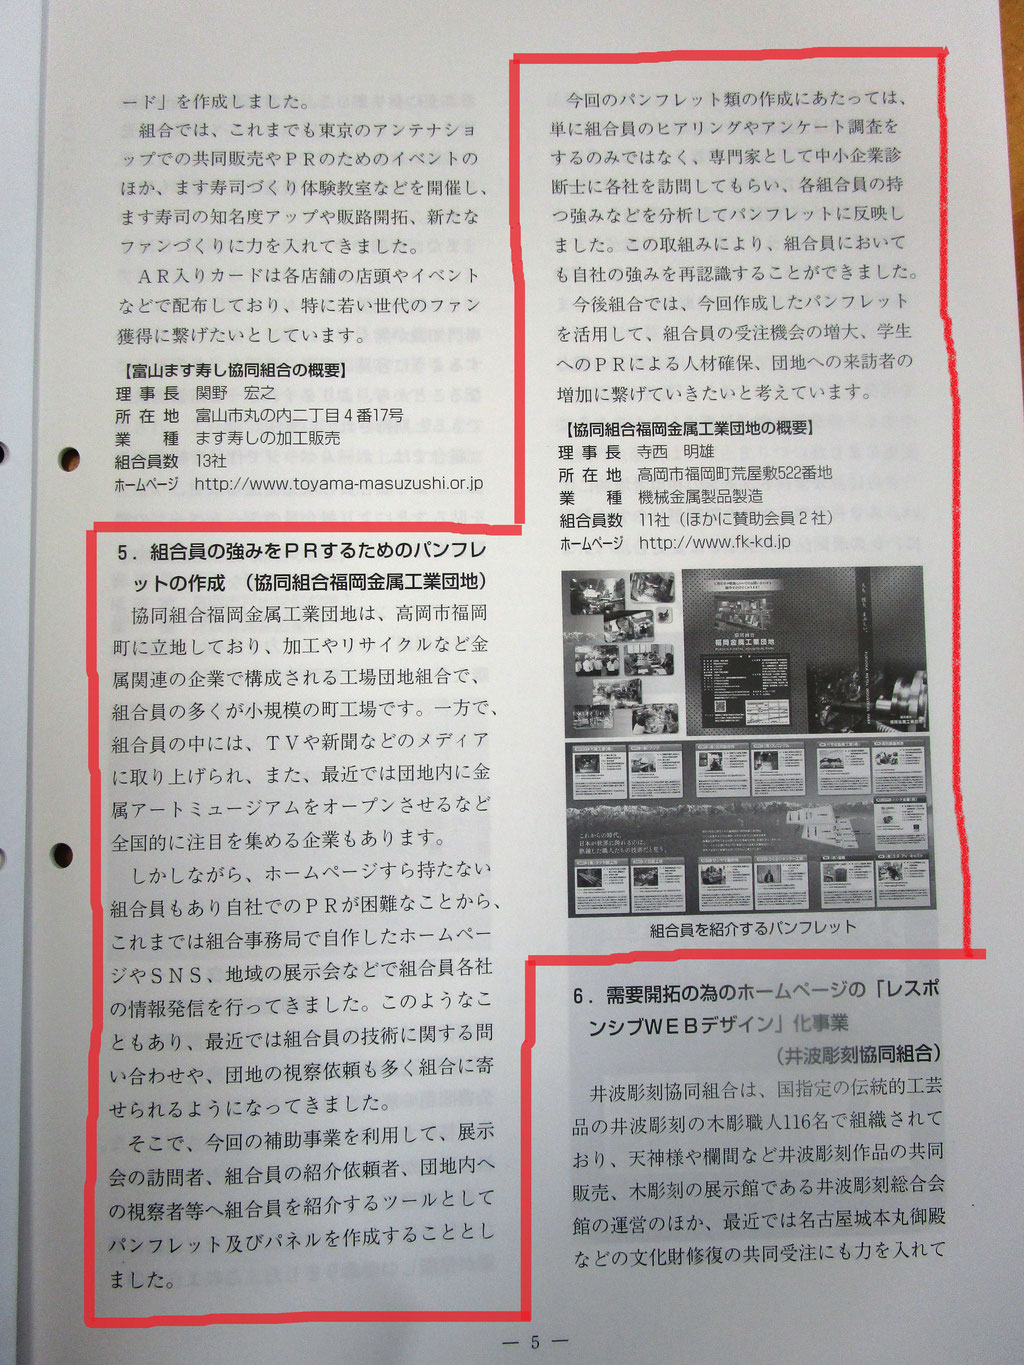 ード」を作成しました。
　組合では、これまでも東京のアンテナショ
ップでの共同販売やＰＲのためのイベントの
ほか、ます寿司づくり体験教室などを開催し、
ます寿司の知名度アップや販路開拓、新たな
ファンづくりに力を入れてきました。
　ＡＲ入りカードは各店舗の店頭やイベント
などで配布しており、特に若い世代のファン
獲得に繋げたいとしています。
【富山ます寿し協同組合の概要】
理事長　関野　宏之
所在地　富山市丸の内二丁目４番17号
業　種　ます寿しの加工販売
組合員数　13社
ホームページ　http://www.toyama-masuzushi.or.jp
5．組合員の強みをＰＲするためのパンフレ
ットの作成　（協同組合福岡金属工業団地）
　協同組合福岡金属工業団地は、高岡市福岡
町に立地しており、加工やリサイクルなど金
属関連の企業で構成される工場団地組合で、
組合員の多くが小規模の町工場です。一方で、
組合員の中には、ＴＶや新聞などのメディア
に取り上げられ、また、最近では団地内に金
属アートミュージアムをオープンさせるなど
全国的に注目を集める企業もあります。
　しかしながら、ホームページすら持たない
組合員もあり自社でのＰＲが困難なことから、
これまでは組合事務局で自作したホームペー
ジやＳＮＳ、地域の展示会などで組合員各社
の情報発信を行ってきました。このようなこ
ともあり、最近では組合員の技術に関する問
い合わせや、団地の視察依頼も多く組合に寄
せられるようになってきました。
　そこで、今回の補助事業を利用して、展示
会の訪問者、組合員の紹介依頼者、団地内へ
の視察者等へ組合員を紹介するツールとして
パンフレット及びパネルを作成することとし
ました。
　今回のパンフレット類の作成にあたっては、
単に組合員のヒアリングやアンケート調査を
するのみではなく、専門家として中小企業診
断士に各社を訪問してもらい、各組合員の持
つ強みなどを分析してパンフレットに反映し
ました。この取組みにより、組合員において
も自社の強みを再認識することができました。
　今後組合では、今回作成したパンフレット
を活用して、組合員の受注機会の増大、学生
へのＰＲによる人材確保、団地への来訪者の
増加に繋げていきたいと考えています。
【協同組合福岡金属工業団地の概要】
理事長　寺西　明雄
所在地　高岡市福岡町荒屋敷522番地
業　種　機械金属製品製造
組合員数　11社（ほかに賛助会員２社）
ホームページ　http://www.fk-kd.jp
福岡金属工業団地
これからの時代、
組合員を紹介するパンフレット
6．需要開拓の為のホームページの「レスポ
ンシブＷＥＢデザイン」化事業
（井波彫刻協同組合）
　井波彫刻協同組合は、国指定の伝統的工芸
品の井波彫刻の木彫職人116名で組織されて
おり、天神様や欄間など井波彫刻作品の共同
販売、木彫刻の展示館である井波彫刻総合会
館の運営のほか、最近では名古屋城本丸御殿
などの文化財修復の共同受注にも力を入れて
― 5 ―